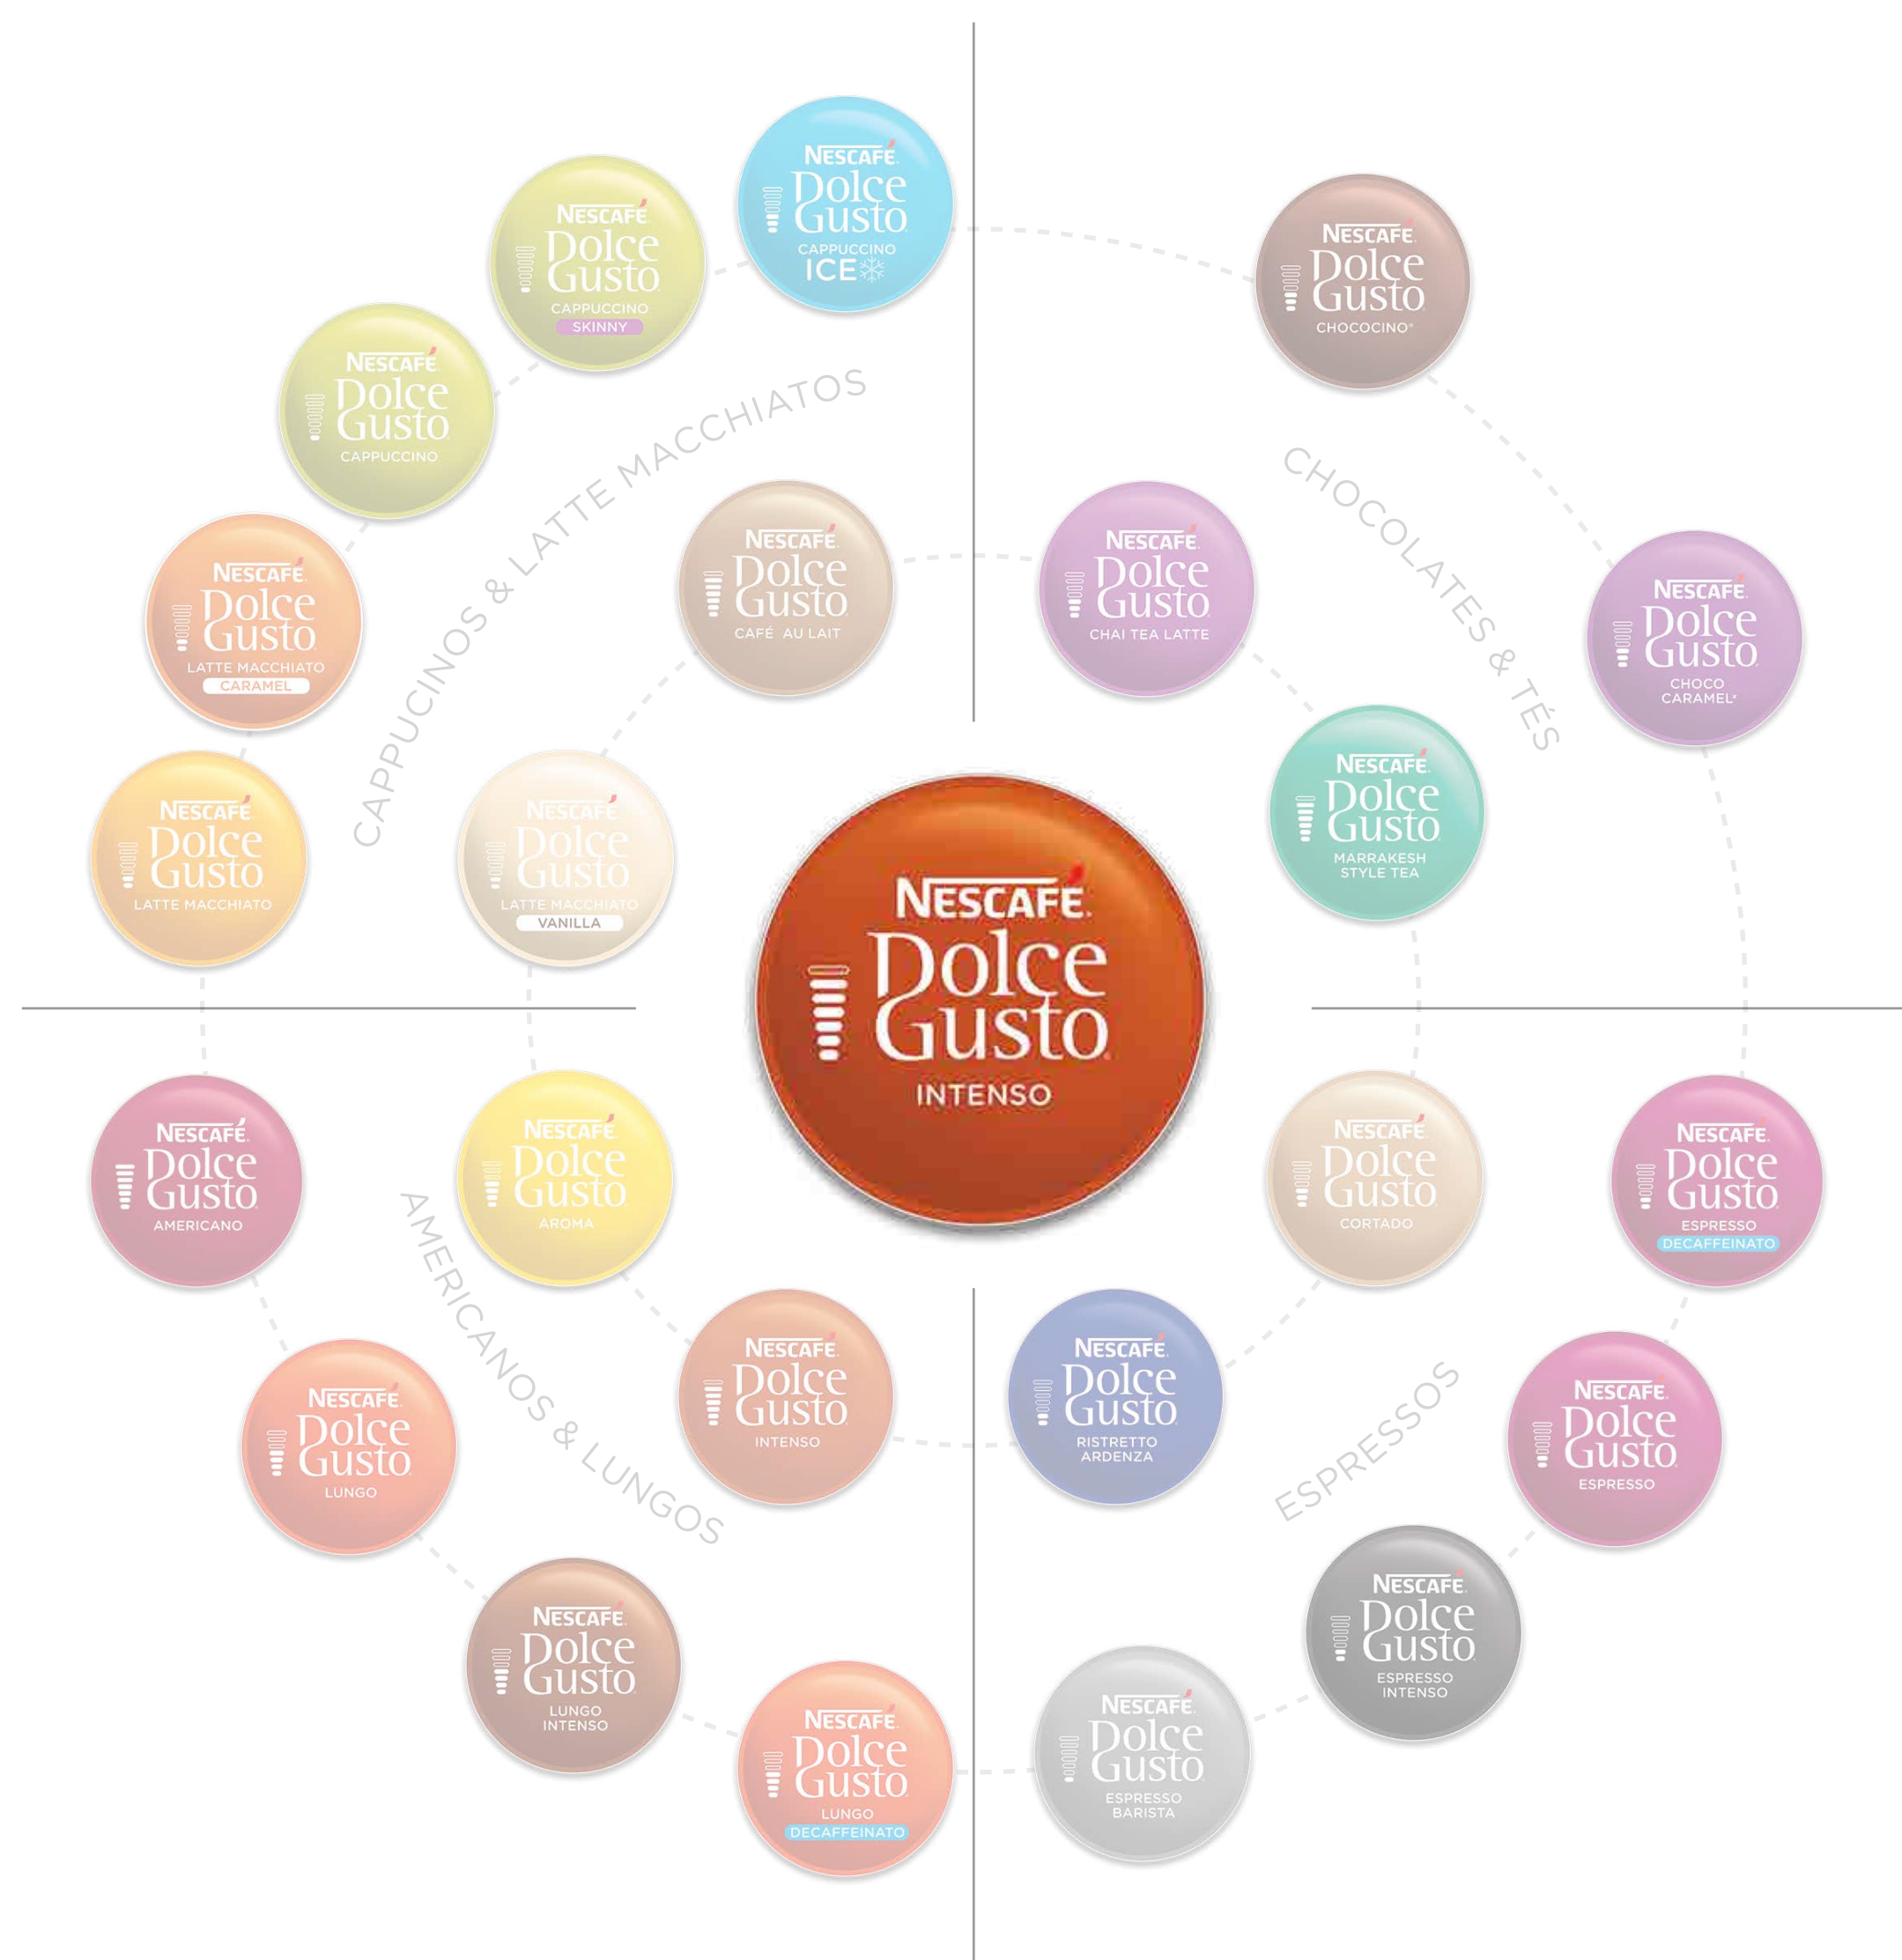 NESCAFÉ.
Dolce
Gusto
CAPPUCCINO
ICE
NESCAFÉ.
Dolce
Gusto
CAPPUCCINO
SKINNY
NESCAFÉ.
Dolce
Gusto
CAPPUCCINO
NESCAFÉ.
Dolce
Gusto
LATTE MACCHIATO
CARAMEL
NESCAFÉ.
Dolce
Gusto
LATTE MACCHIATO
CAPPUCINOS & LATTE MACCHIATOS
NESCAFÉ.
Dolce
Gusto
CAFÉ AU LAIT
NESCAFÉ.
Dolce
Gusto
LATTE MACCHIATO
VANILLA
NESCAFÉ.
Dolce
Gusto
CHOCOCINO®
NESCAFÉ.
Dolce
Gusto
CHOCO
CARAMEL®
CHOCOLATES & TÉS
NESCAFÉ.
Dolce
Gusto
CHAI TEA LATTE
NESCAFÉ.
Dolce
Gusto
MARRAKESH
STYLE TEA
NESCAFÉ.
Dolce
Gusto
INTENSO
NESCAFÉ.
Dolce
Gusto
AMERICANO
NESCAFÉ.
Dolce
Gusto
AROMA
AMERICANOS & LUNGOS
NESCAFÉ.
Dolce
Gusto
INTENSO
NESCAFÉ.
Dolce
Gusto
LUNGO
NESCAFÉ.
Dolce
Gusto
LUNGO
INTENSO
NESCAFÉ.
Dolce
Gusto
LUNGO
DECAFFEINATO
NESCAFÉ.
Dolce
Gusto
CORTADO
NESCAFÉ.
Dolce
Gusto
ESPRESSO
DECAFFEINATO
NESCAFÉ.
Dolce
Gusto
RISTRETTO
ARDENZA
ESPRESSOS
NESCAFÉ.
Dolce
Gusto
ESPRESSO
NESCAFÉ.
Dolce
Gusto
ESPRESSO
INTENSO
NESCAFÉ.
Dolce
Gusto
ESPRESSO
BARISTA